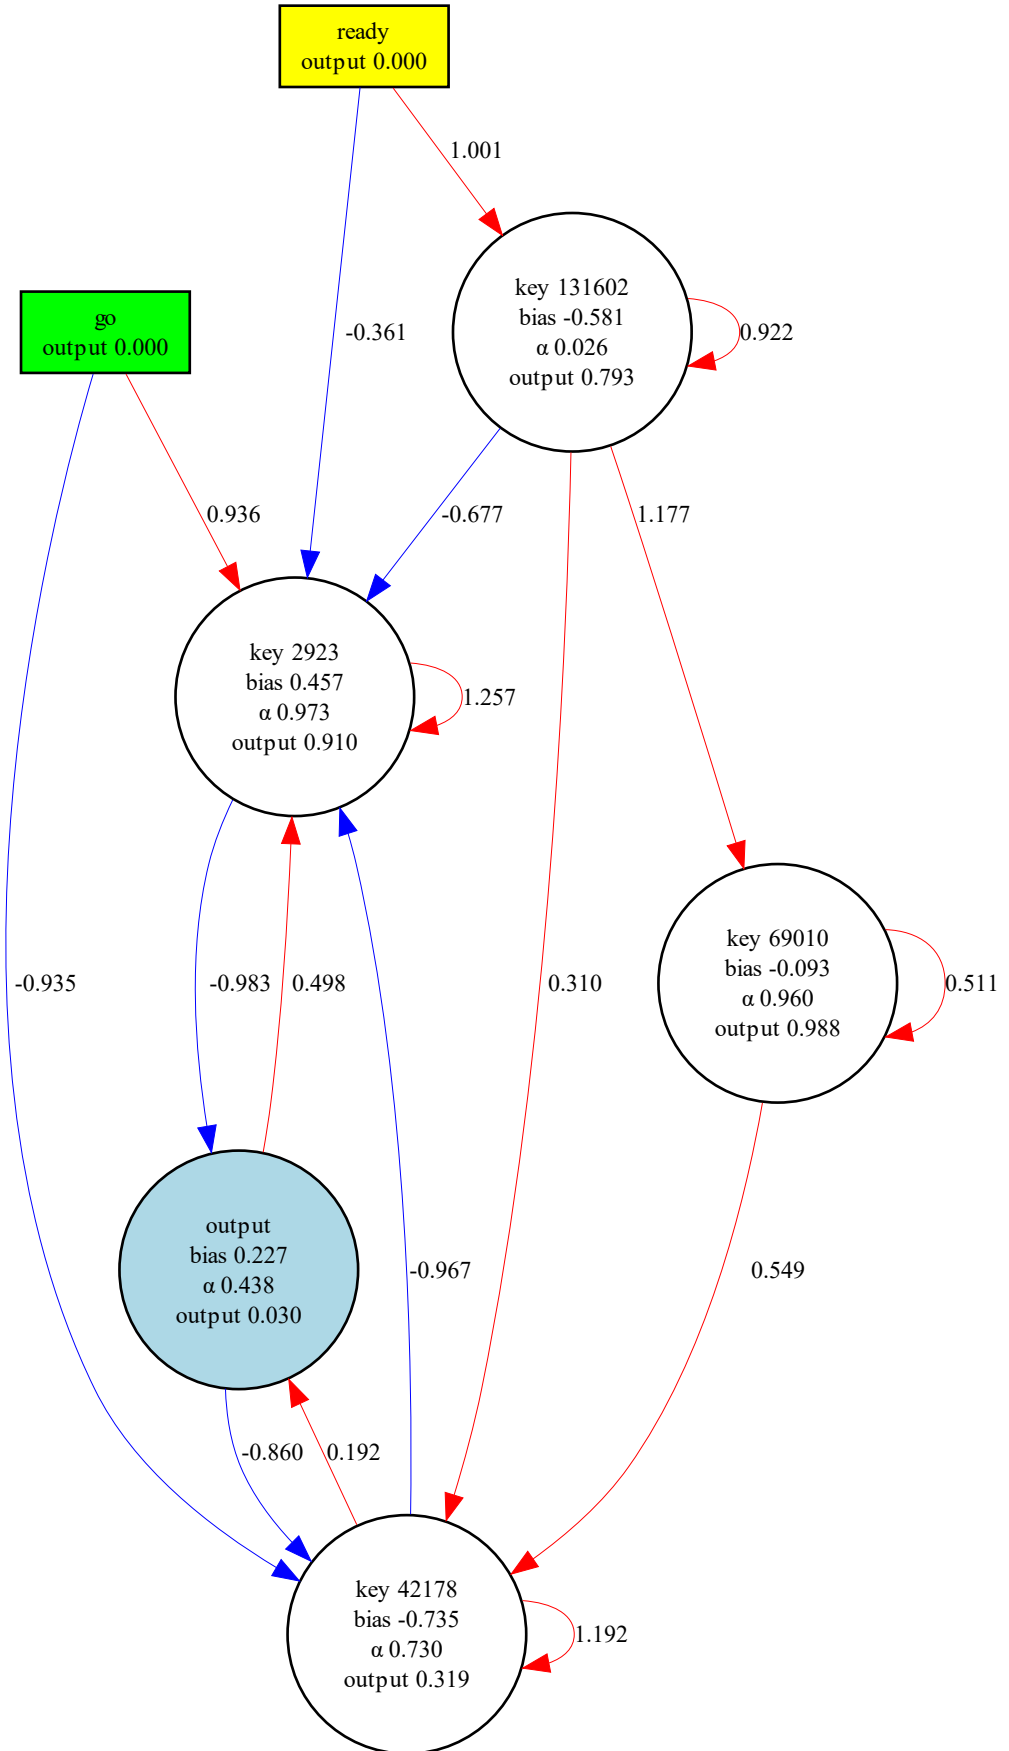 ready
output 0.000
1.001
key 131602
bias -0.581
α 0.026
output 0.793
0.922
go
output 0.000
-0.361
0.936
-0.677
1.177
key 2923
bias 0.457
α 0.973
output 0.910
1.257
key 69010
bias -0.093
α 0.960
output 0.988
0.511
-0.935
-0.983
0.498
0.310
output
bias 0.227
α 0.438
output 0.030
-0.967
0.549
-0.860
0.192
key 42178
bias -0.735
α 0.730
output 0.319
1.192